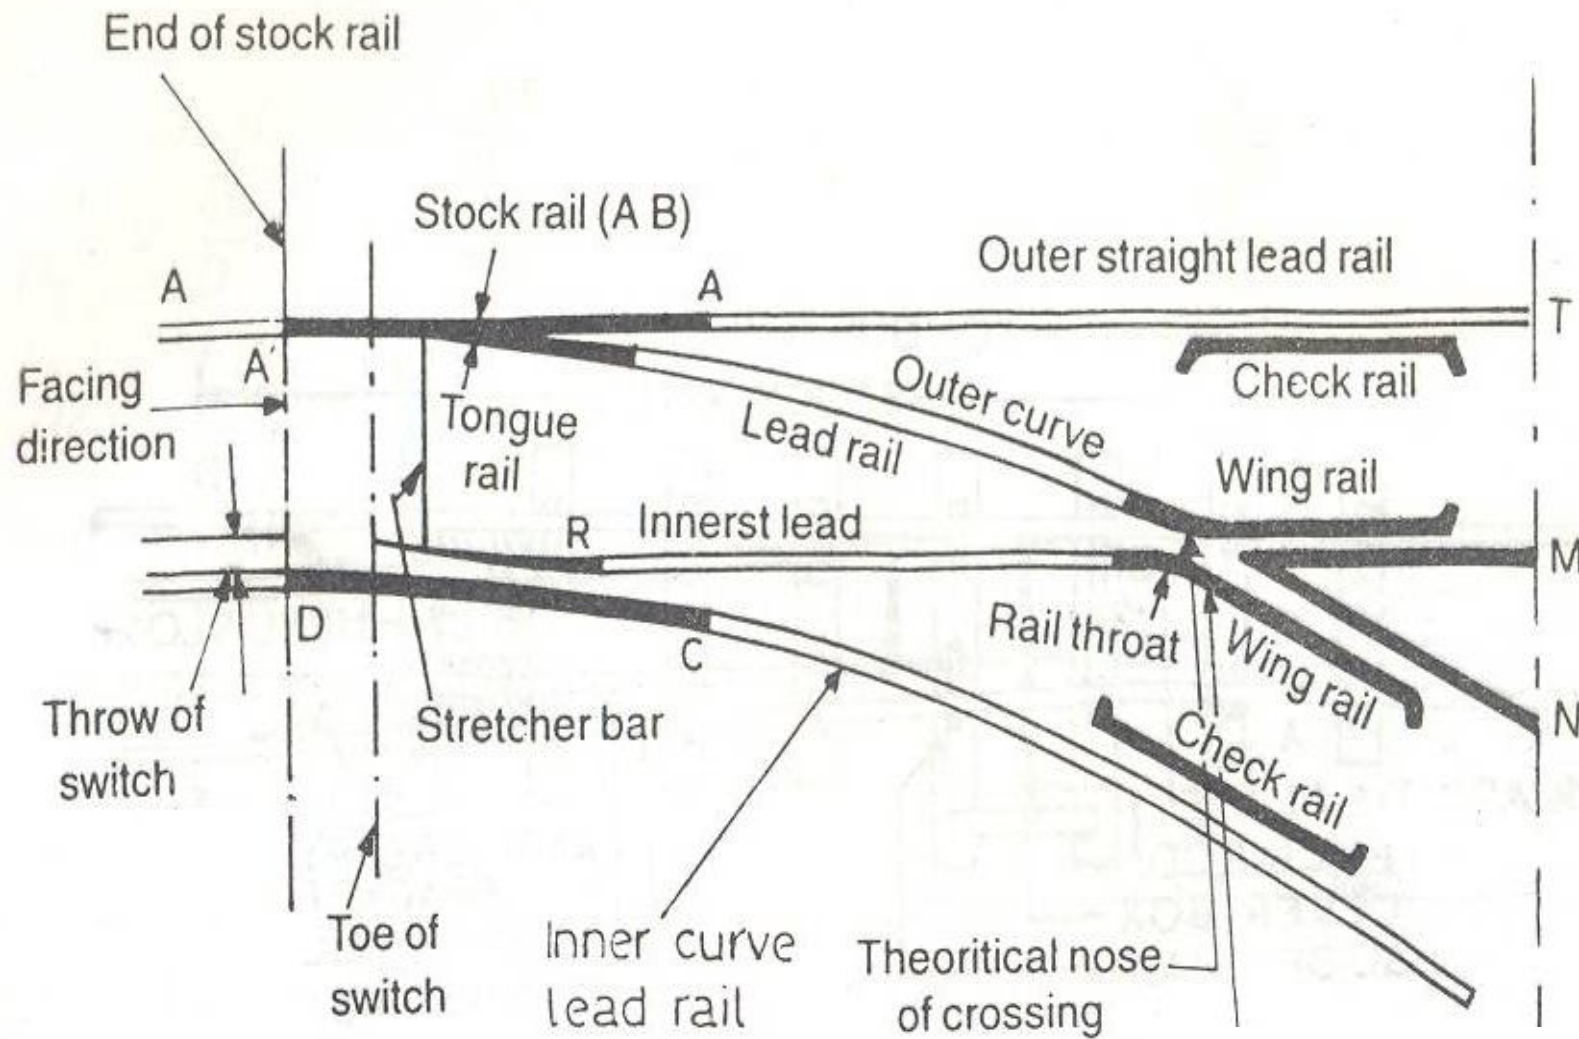 End of stock rail
Stock rail (A B)
Outer straight lead rail
A
A
T
A'
Facing
direction
Check rail
Outer curve
Lead rail
Tongue
rail
Wing rail
R
Innerst lead
M
Rail throat
D
C
Wing rail
N
Throw of
switch
Stretcher bar
Check rail
Toe of
switch
Inner curve
lead rail
Theoritical nose
of crossing